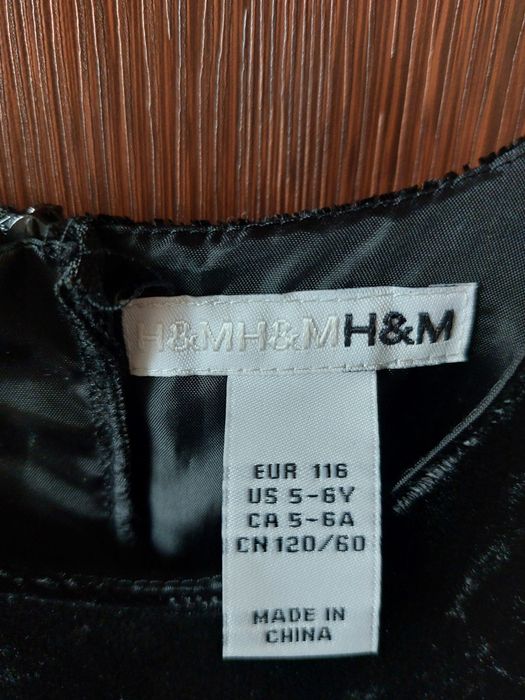 H&MH&MH&M
EUR 116
US 5-6Y
CA 5-6A
CN 120/60
MADE IN
CHINA